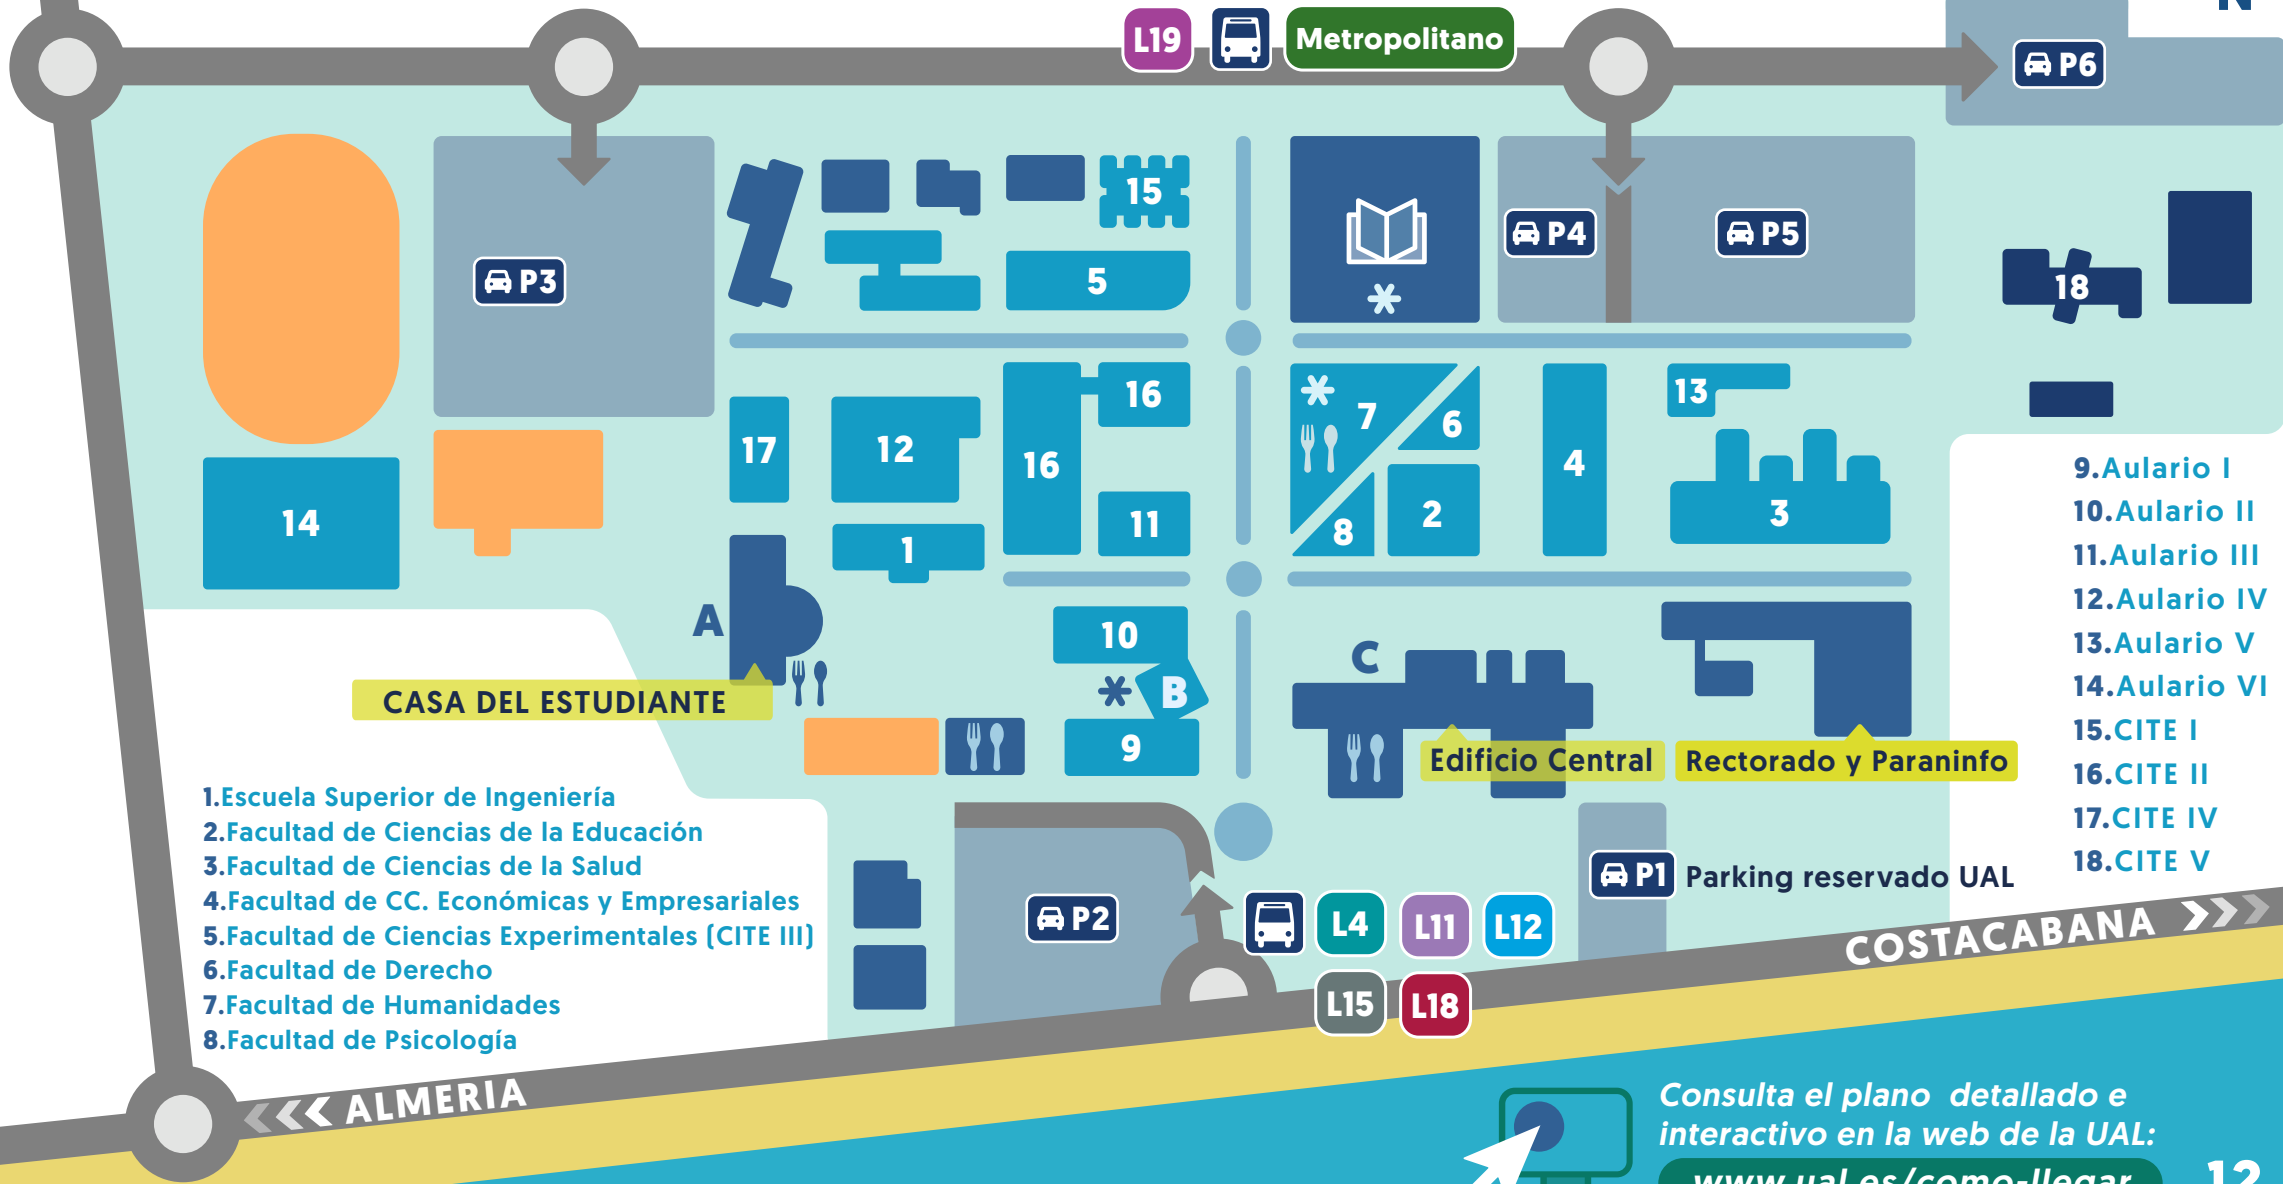 N
L19
Metropolitano
P6
15
P4
P5
P3
5
18
16
13
7
6
17
12
16
4
14
11
8
2
3
1
A
10
C
B
CASA DEL ESTUDIANTE
9
Edificio Central
Rectorado y Paraninfo
9.Aulario I
10.Aulario II
11.Aulario III
12.Aulario IV
13.Aulario V
14.Aulario VI
15.CITE I
16.CITE II
17.CITE IV
18.CITE V
1.Escuela Superior de Ingeniería
2.Facultad de Ciencias de la Educación
3.Facultad de Ciencias de la Salud
4.Facultad de CC. Económicas y Empresariales
5.Facultad de Ciencias Experimentales (CITE III)
6.Facultad de Derecho
7.Facultad de Humanidades
8.Facultad de Psicología
P1 Parking reservado UAL
P2
L4
L11
L12
L15
L18
COSTACABANA
ALMERIA
Consulta el plano detallado e
interactivo en la web de la UAL:
www.ual.es/como-llegar
12